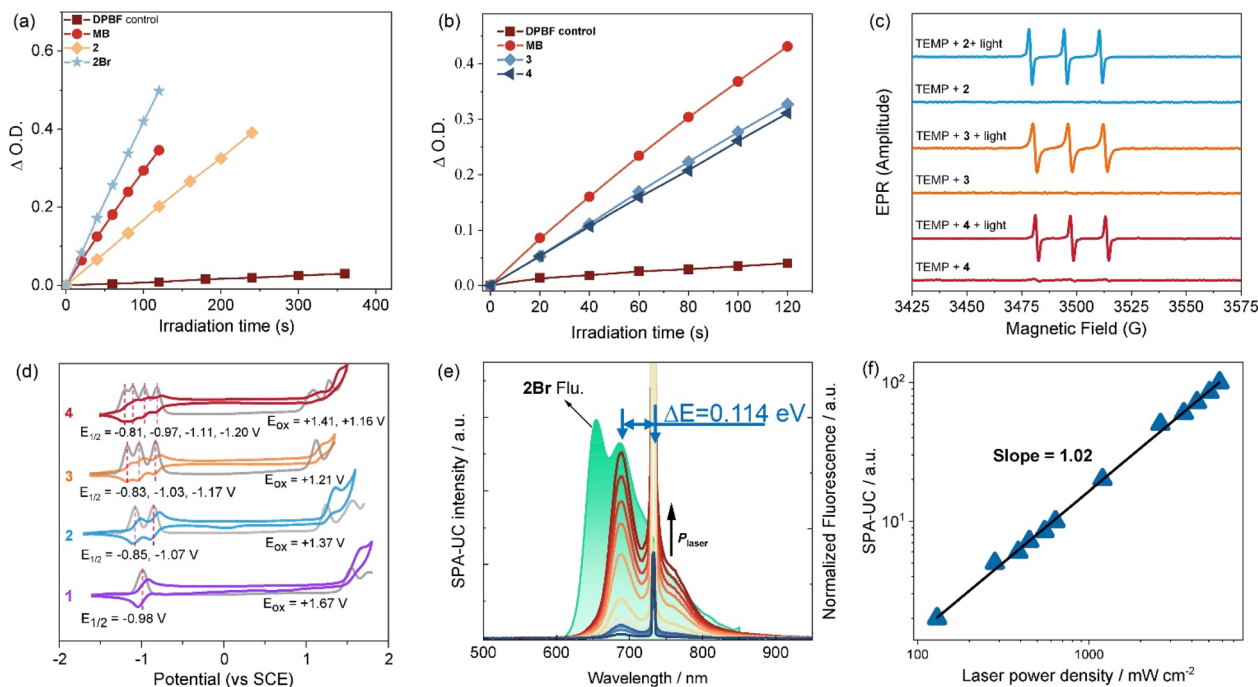 (a)
DPBF control
MB
2
2Br
Δ O.D.
0.6
0.4
0.2
0.0
0 100 200 300 400
Irradiation time (s)
(b)
DPBF control
MB
3
4
Δ O.D.
0.5
0.4
0.3
0.2
0.1
0.0
0 20 40 60 80 100 120
Irradiation time (s)
(c)
EPR (Amplitude)
TEMP + 2+ light
TEMP + 2
TEMP + 3 + light
TEMP + 3
TEMP + 4 + light
TEMP + 4
3425 3450 3475 3500 3525 3550 3575
Magnetic Field (G)
(d)
4
E1/2= -0.81, -0.97, -1.11, -1.20 V
EOX= +1.41, +1.16 V
3
E1/2= -0.83, -1.03, -1.17 V
EOX= +1.21 V
2
E1/2= -0.85, -1.07 V
EOX = +1.37 V
1
E1/2= -0.98 V
EOX = +1.67 V
-2 -1 0 1 2
Potential (vs SCE)
(e)
SPA-UC intensity / a.u.
2Br Flu.
ΔE=0.114 eV
Plaser
Normalized Fluorescence / a.u.
500 600 700 800 900
Wavelength / nm
(f)
SPA-UC / a.u.
10^2
10^1
Slope = 1.02
100 1000
Laser power density / mW cm^-2